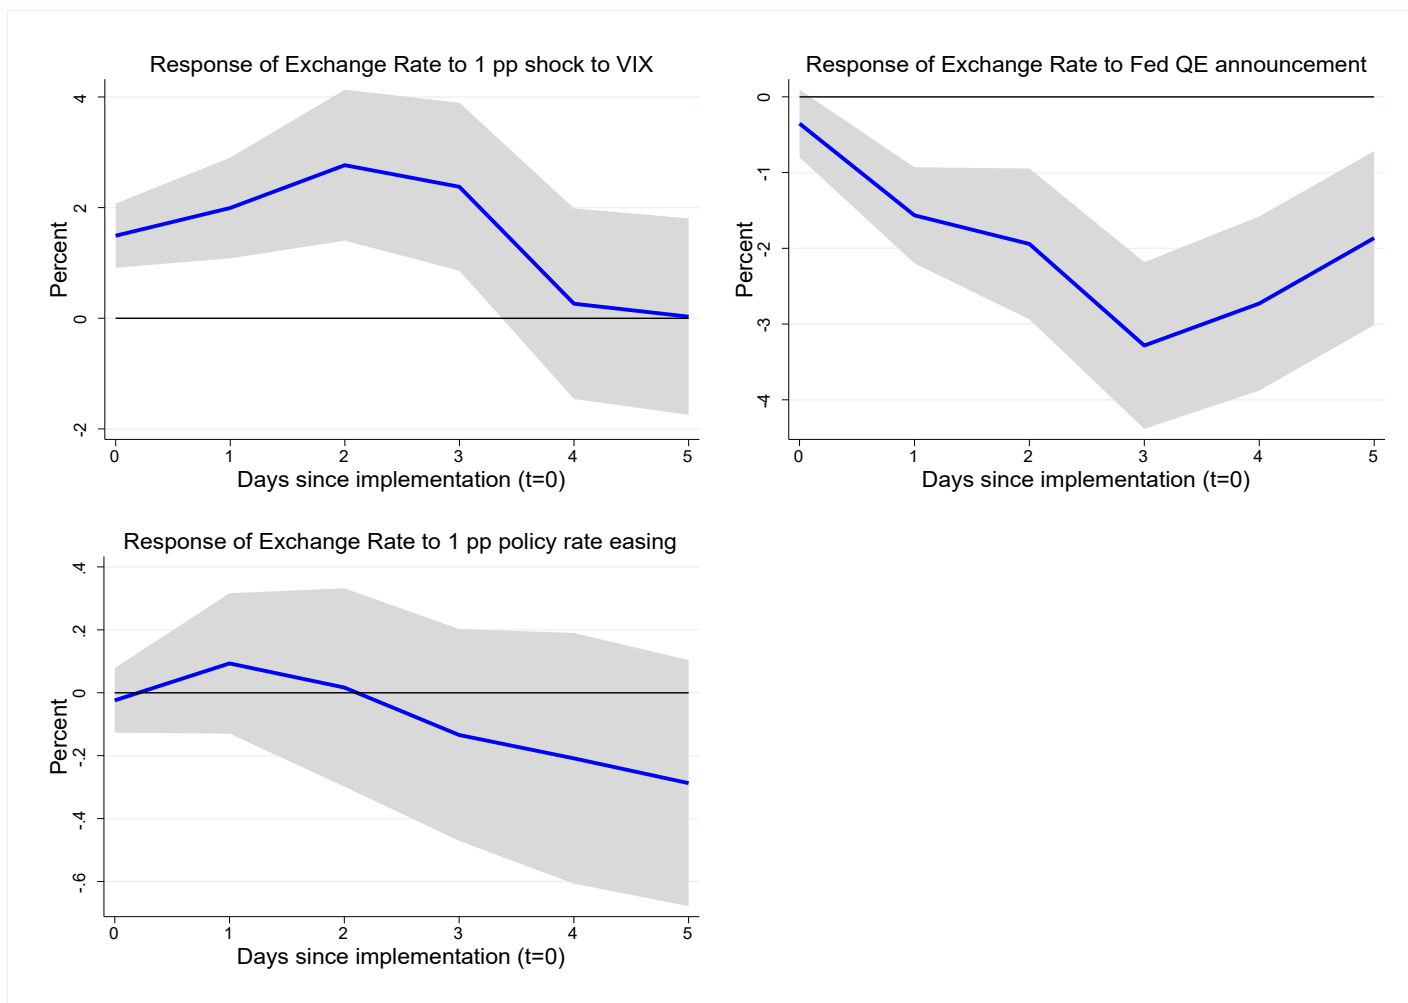 Response of Exchange Rate to 1 pp shock to VIX
Percent
4
2
0
-2
0 1 2 3 4 5
Days since implementation (t=0)
Response of Exchange Rate to Fed QE announcement
Percent
0
-1
-2
-3
-4
0 1 2 3 4 5
Days since implementation (t=0)
Response of Exchange Rate to 1 pp policy rate easing
Percent
.4
.2
0
-.2
-.4
-.6
0 1 2 3 4 5
Days since implementation (t=0)